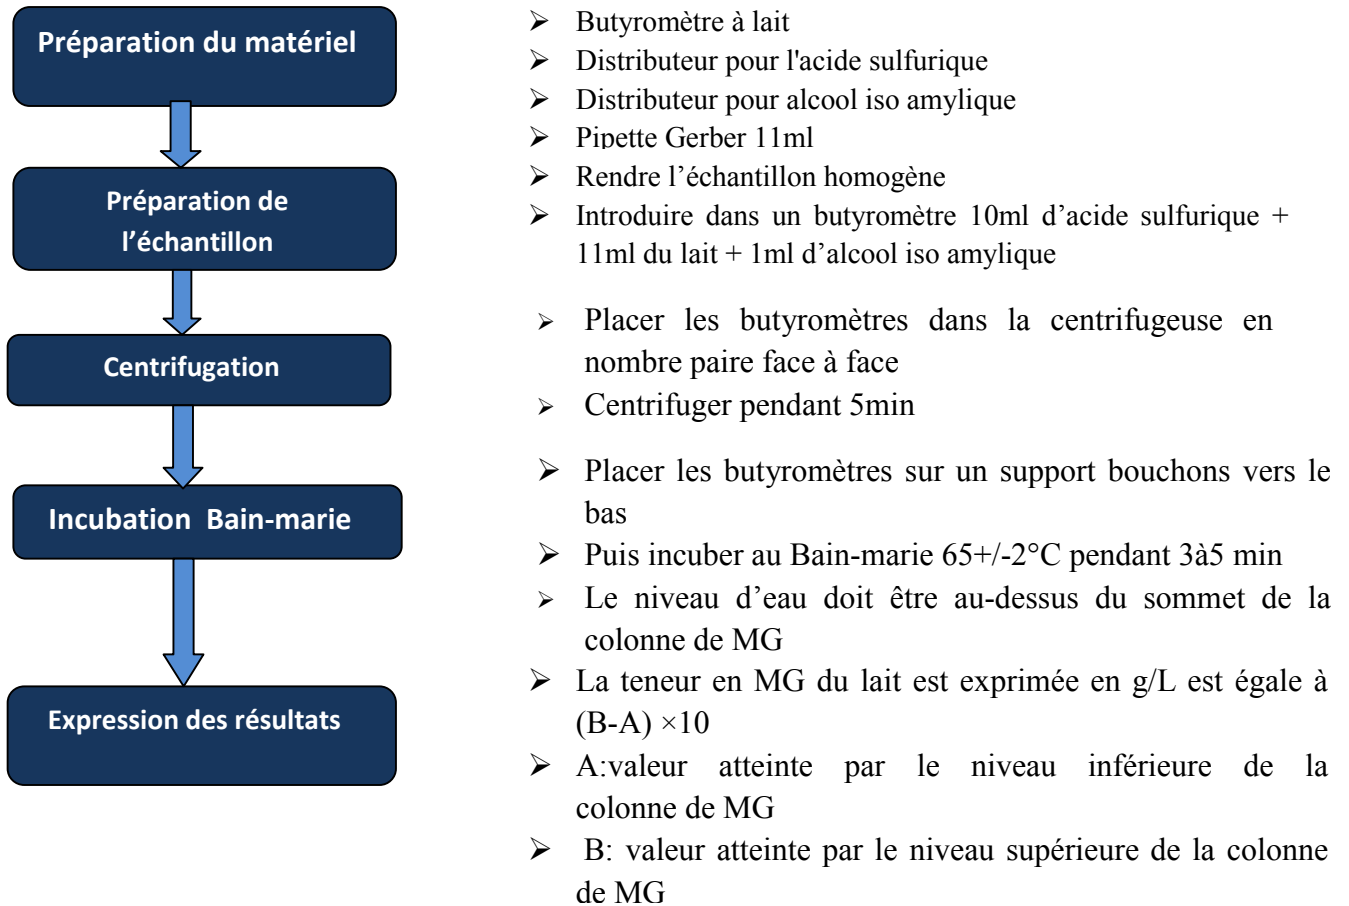 Préparation du matériel
➢ Butyromètre à lait
➢ Distributeur pour l'acide sulfurique
➢ Distributeur pour alcool iso amylique
➢ Pipette Gerber 11ml
Préparation de
l’échantillon
➢ Rendre l’échantillon homogène
➢ Introduire dans un butyromètre 10ml d’acide sulfurique +
11ml du lait + 1ml d’alcool iso amylique
Centrifugation
➢ Placer les butyromètres dans la centrifugeuse en
nombre paire face à face
➢ Centrifuger pendant 5min
Incubation Bain-marie
➢ Placer les butyromètres sur un support bouchons vers le
bas
➢ Puis incuber au Bain-marie 65+/-2°C pendant 3à5 min
➢ Le niveau d’eau doit être au-dessus du sommet de la
colonne de MG
Expression des résultats
➢ La teneur en MG du lait est exprimée en g/L est égale à
(B-A) ×10
➢ A:valeur atteinte par le niveau inférieure de la
colonne de MG
➢ B: valeur atteinte par le niveau supérieure de la colonne
de MG